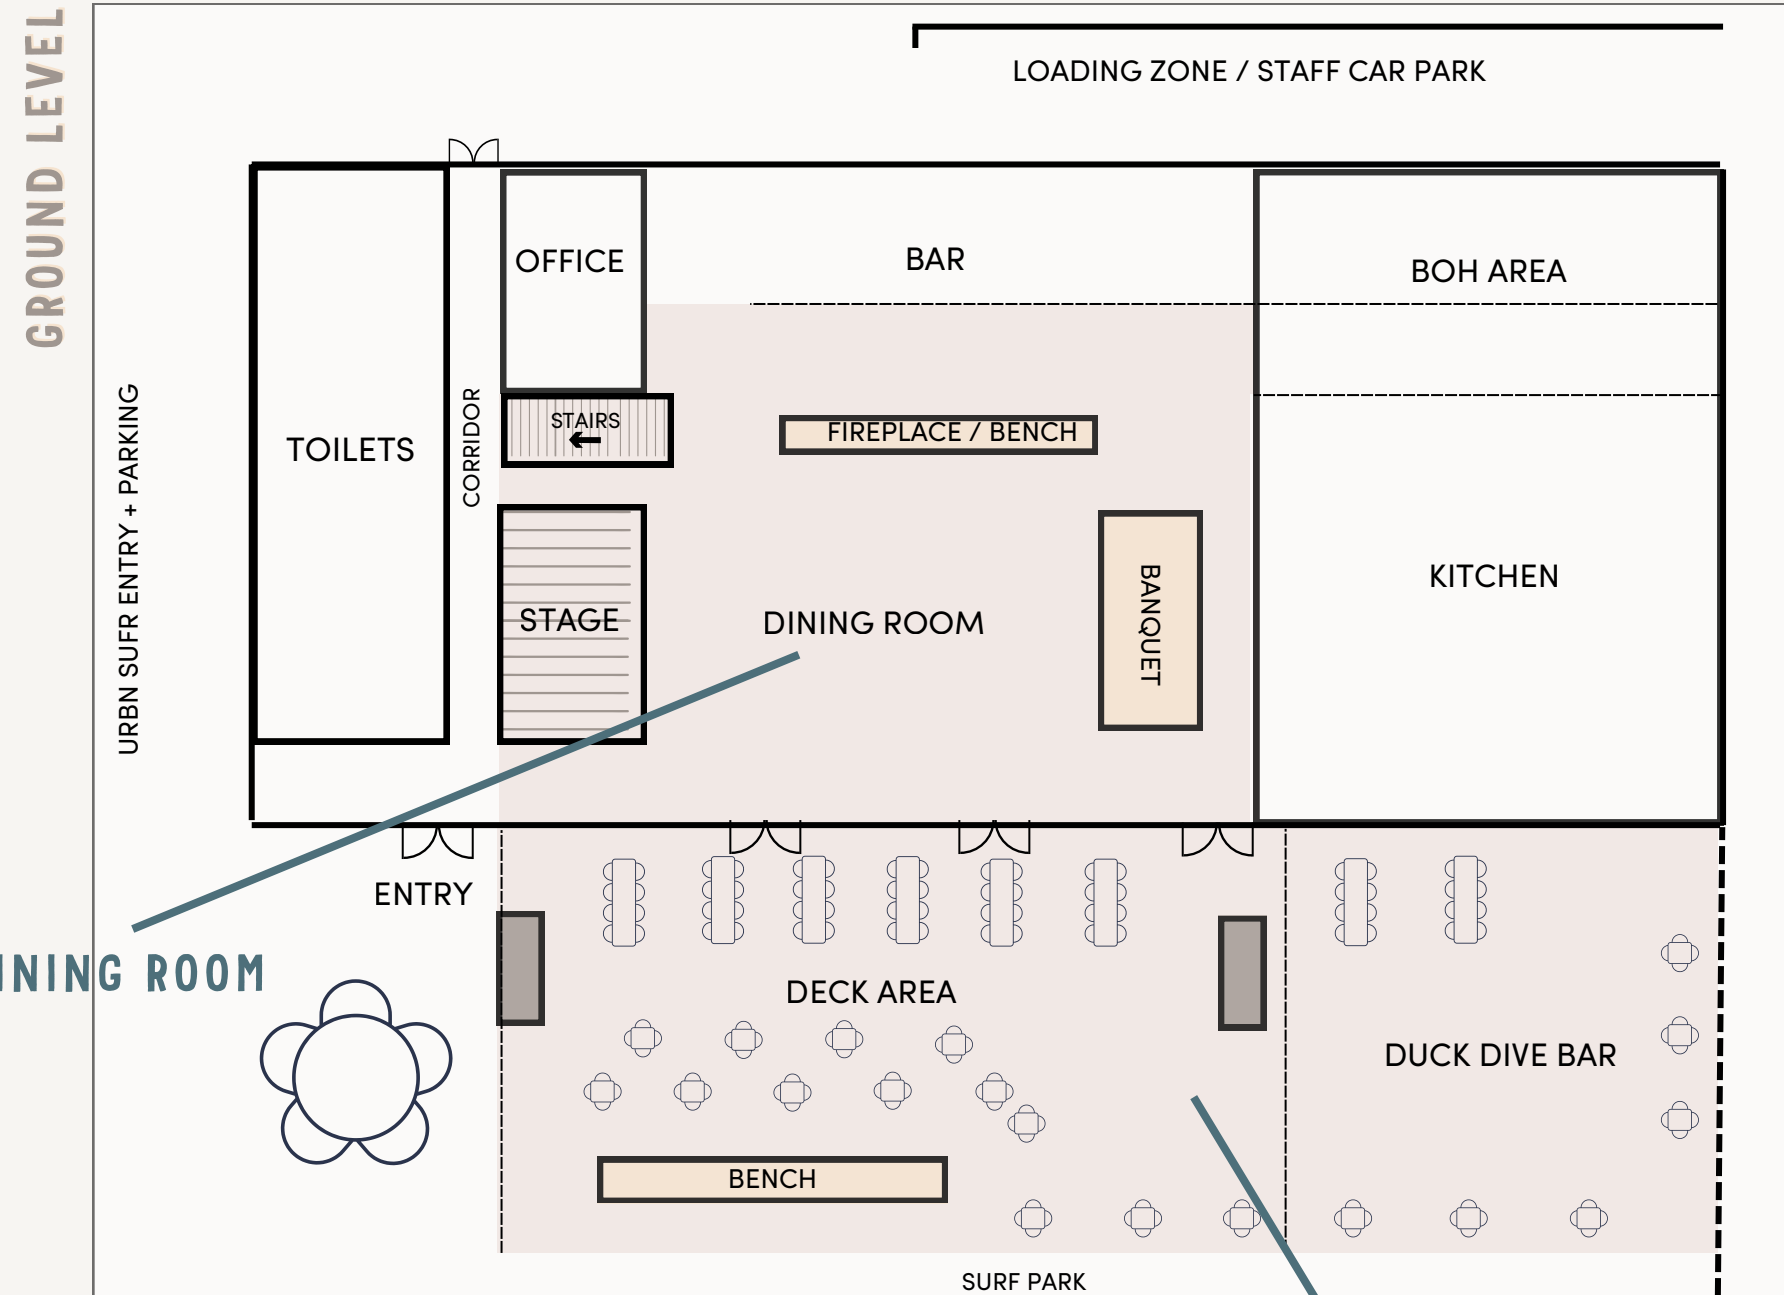 GROUND LEVEL
LOADING ZONE / STAFF CAR PARK
OFFICE
BAR
BOH AREA
STAIRS
FIREPLACE / BENCH
TOILETS
CORRIDOR
URBN SUFR ENTRY + PARKING
KITCHEN
STAGE
DINING ROOM
BANQUET
ENTRY
INING ROOM
DECK AREA
DUCK DIVE BAR
BENCH
SURF PARK